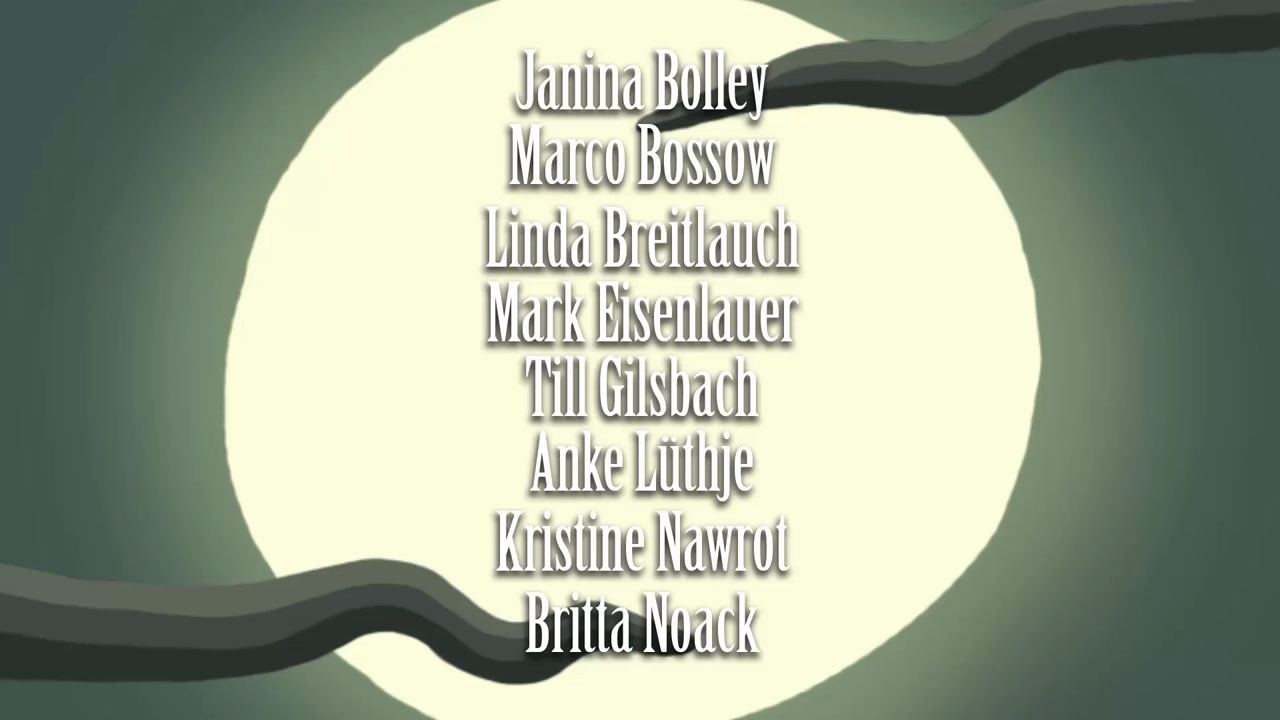 Janina Bolley
Marco Bossow
Linda Breitlauch
Mark Eisenlauer
Till Gilsbach
Anke Lüthje
Kristine Nawrot
Britta Noack